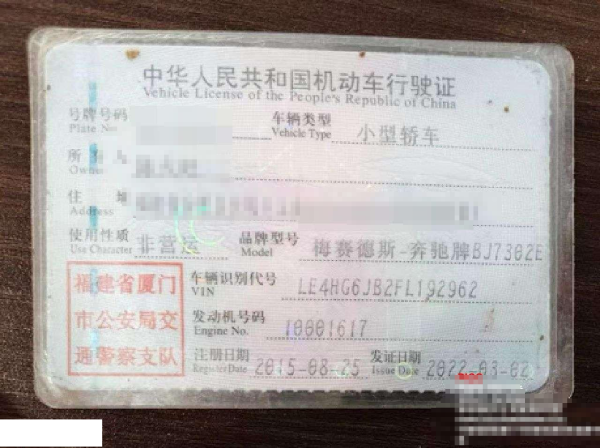 中华人民共和国机动车行驶证
Vehicle License of the People's Republic of China
号牌号码 车辆类型 小型轿车
Plate No. Vehicle Type
所 人
Owner
住 址
Address
使用性质 非营运 品牌型号 梅赛德斯-奔驰牌BJ7302E
Use Character Model
福建省厦门
市公安局交
通警察支队
车辆识别代号 LE4HG6JB2FL192962
VIN
发动机号码 10001617
Engine No.
注册日期 2015-08-25 发证日期 2022-03-02
Register Date Issue Date